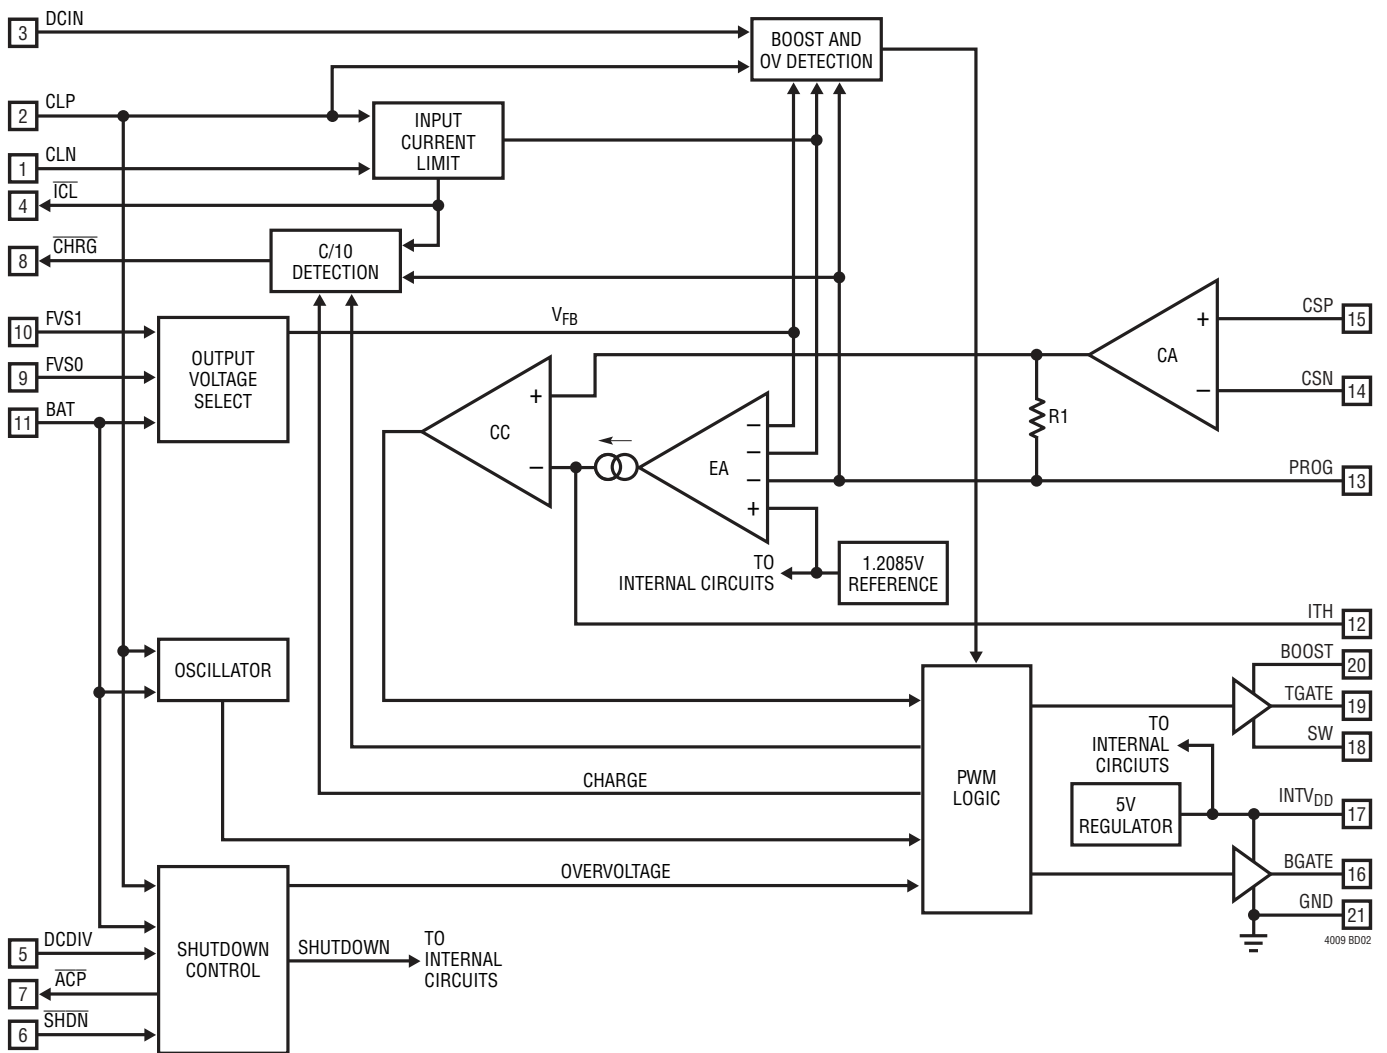 3 DCIN
BOOST AND
OV DETECTION
2 CLP
INPUT
CURRENT
LIMIT
1 CLN
4 ICL
8 CHRG
C/10
DETECTION
10 FVS1
9 FVS0
11 BAT
OUTPUT
VOLTAGE
SELECT
VFB
CC
+
−
EA
−
−
−
+
CA
+
−
CSP 15
CSN 14
R1
PROG 13
TO
INTERNAL CIRCUITS
1.2085V
REFERENCE
ITH 12
BOOST 20
TGATE 19
SW 18
OSCILLATOR
CHARGE
PWM
LOGIC
TO
INTERNAL
CIRCIUTS
5V
REGULATOR
INTVDD 17
BGATE 16
GND 21
4009 BD02
OVERVOLTAGE
5 DCDIV
7 ACP
6 SHDN
SHUTDOWN
CONTROL
SHUTDOWN
TO
INTERNAL
CIRCUITS